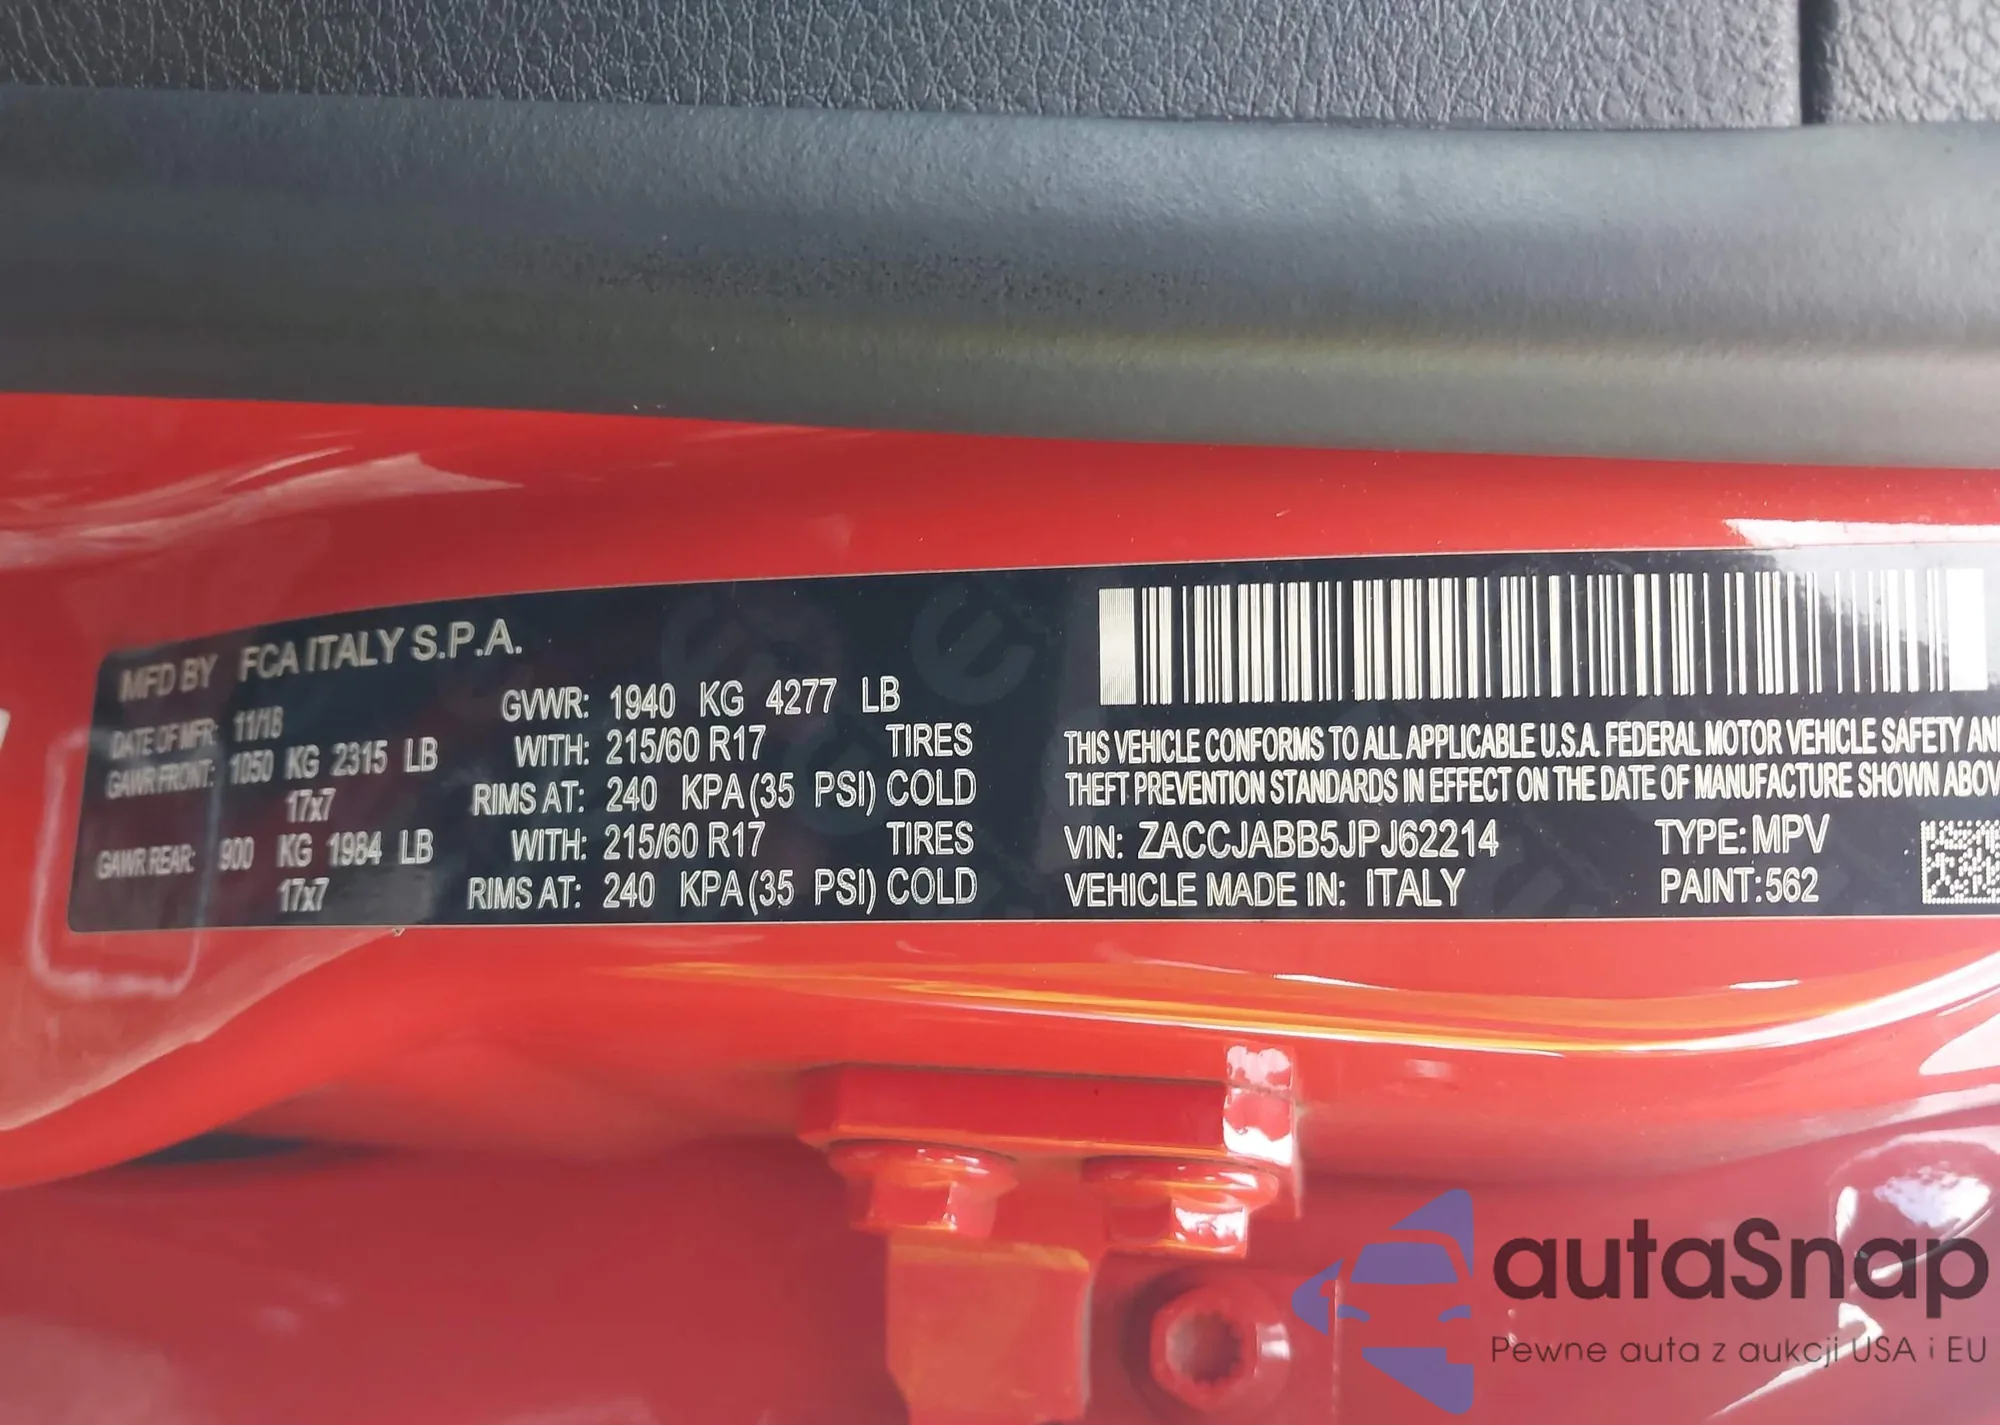 MFD BY FCA ITALY S.P.A.
DATE OF MFR: 11/18 GVWR: 1940 KG 4277 LB
GAWR FRONT: 1050 KG 2315 LB WITH: 215/60 R17 TIRES
17x7 RIMS AT: 240 KPA (35 PSI) COLD
GAWR REAR: 900 KG 1984 LB WITH: 215/60 R17 TIRES
17x7 RIMS AT: 240 KPA (35 PSI) COLD
THIS VEHICLE CONFORMS TO ALL APPLICABLE U.S.A. FEDERAL MOTOR VEHICLE SAFETY AN
THEFT PREVENTION STANDARDS IN EFFECT ON THE DATE OF MANUFACTURE SHOWN ABOV
VIN: ZACCJABB5JPJ62214 TYPE: MPV
VEHICLE MADE IN: ITALY PAINT: 562
autaSnap
Pewne auta z aukcji USA i EU